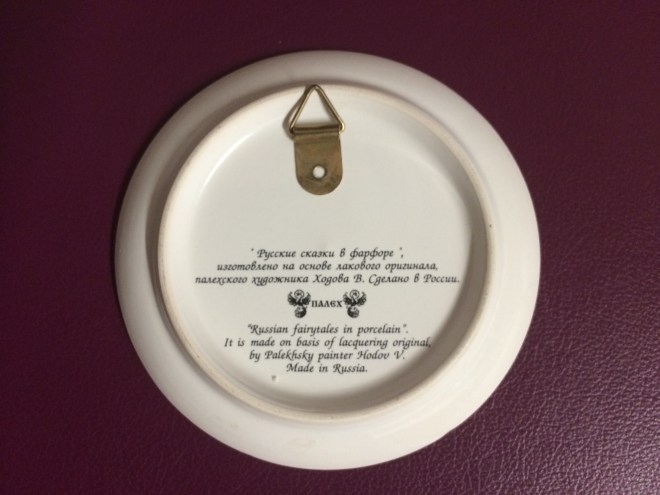 " Русские сказки в фарфоре ",
изготовлено на основе лакового оригинала,
палехского художника Ходова В. Сделано в России.
ПАЛЕХ
"Russian fairytales in porcelain".
It is made on basis of lacquering original,
by Palekhsky painter Hodov V.
Made in Russia.